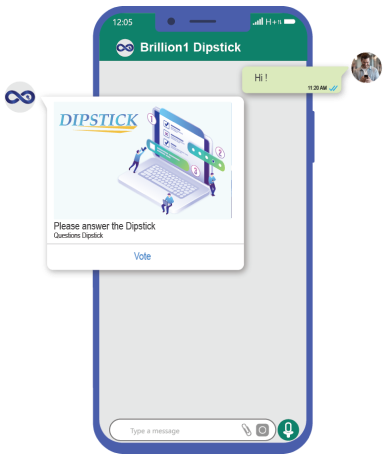 12:05
H+
Brillion1 Dipstick
Hi !
11:20 AM
DIPSTICK
1
2
3
Please answer the Dipstick
Questions Dipstick
Vote
Type a message